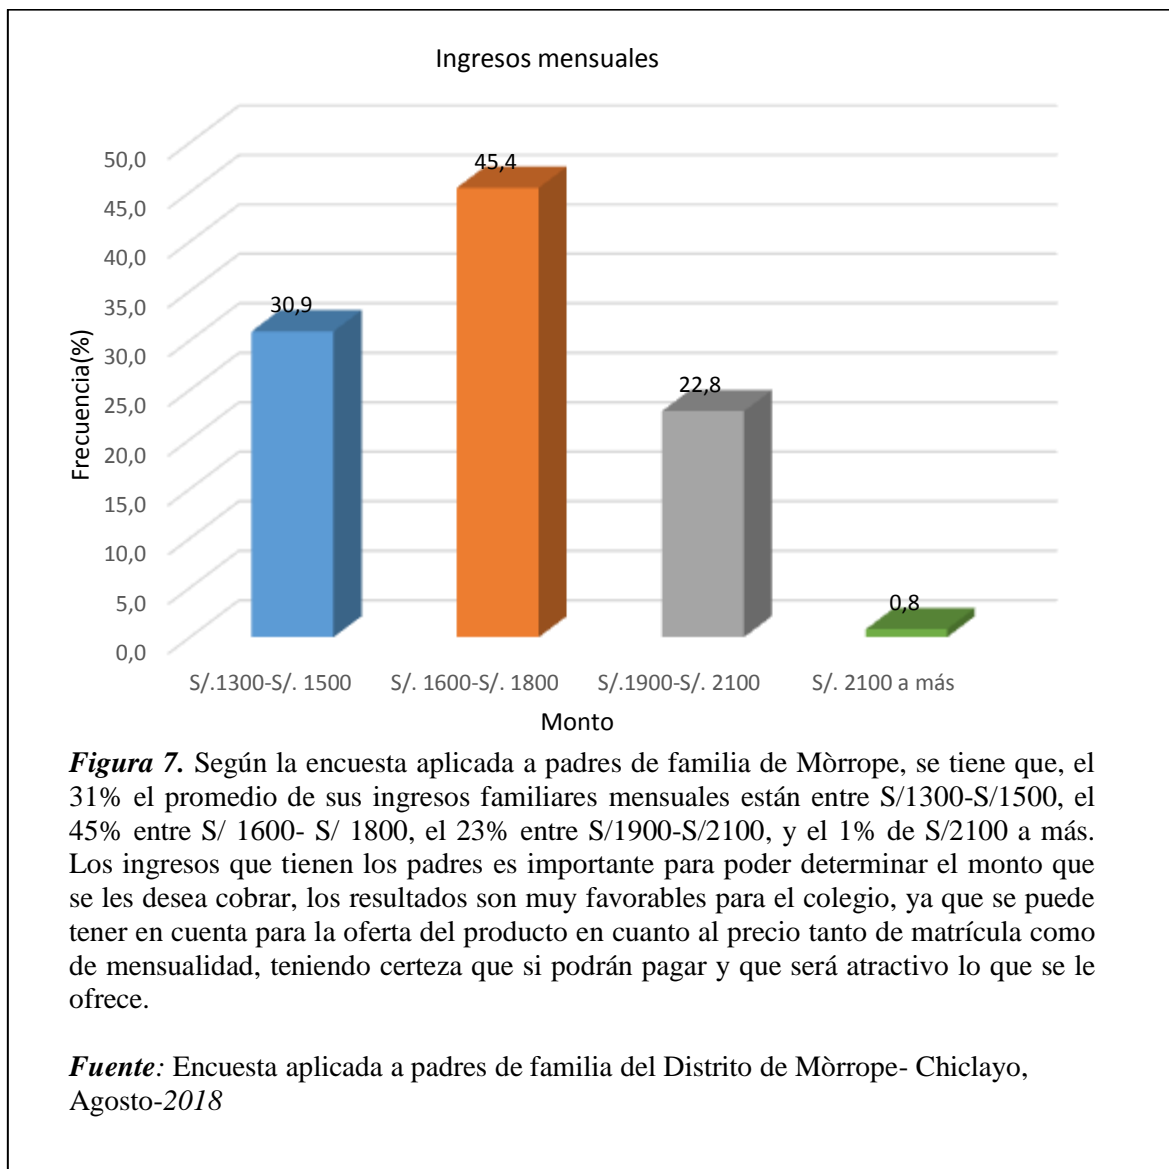 Ingresos mensuales
50,0
45,0
40,0
35,0
30,0
25,0
20,0
15,0
10,0
5,0
0,0
Frecuencia(%)
30,9
45,4
22,8
0,8
S/.1300-S/. 1500
S/. 1600-S/. 1800
S/.1900-S/. 2100
S/. 2100 a más
Monto
Figura 7. Según la encuesta aplicada a padres de familia de Mòrrope, se tiene que, el
31% el promedio de sus ingresos familiares mensuales están entre S/1300-S/1500, el
45% entre S/ 1600- S/ 1800, el 23% entre S/1900-S/2100, y el 1% de S/2100 a más.
Los ingresos que tienen los padres es importante para poder determinar el monto que
se les desea cobrar, los resultados son muy favorables para el colegio, ya que se puede
tener en cuenta para la oferta del producto en cuanto al precio tanto de matrícula como
de mensualidad, teniendo certeza que si podrán pagar y que será atractivo lo que se le
ofrece.
Fuente: Encuesta aplicada a padres de familia del Distrito de Mòrrope- Chiclayo,
Agosto-2018